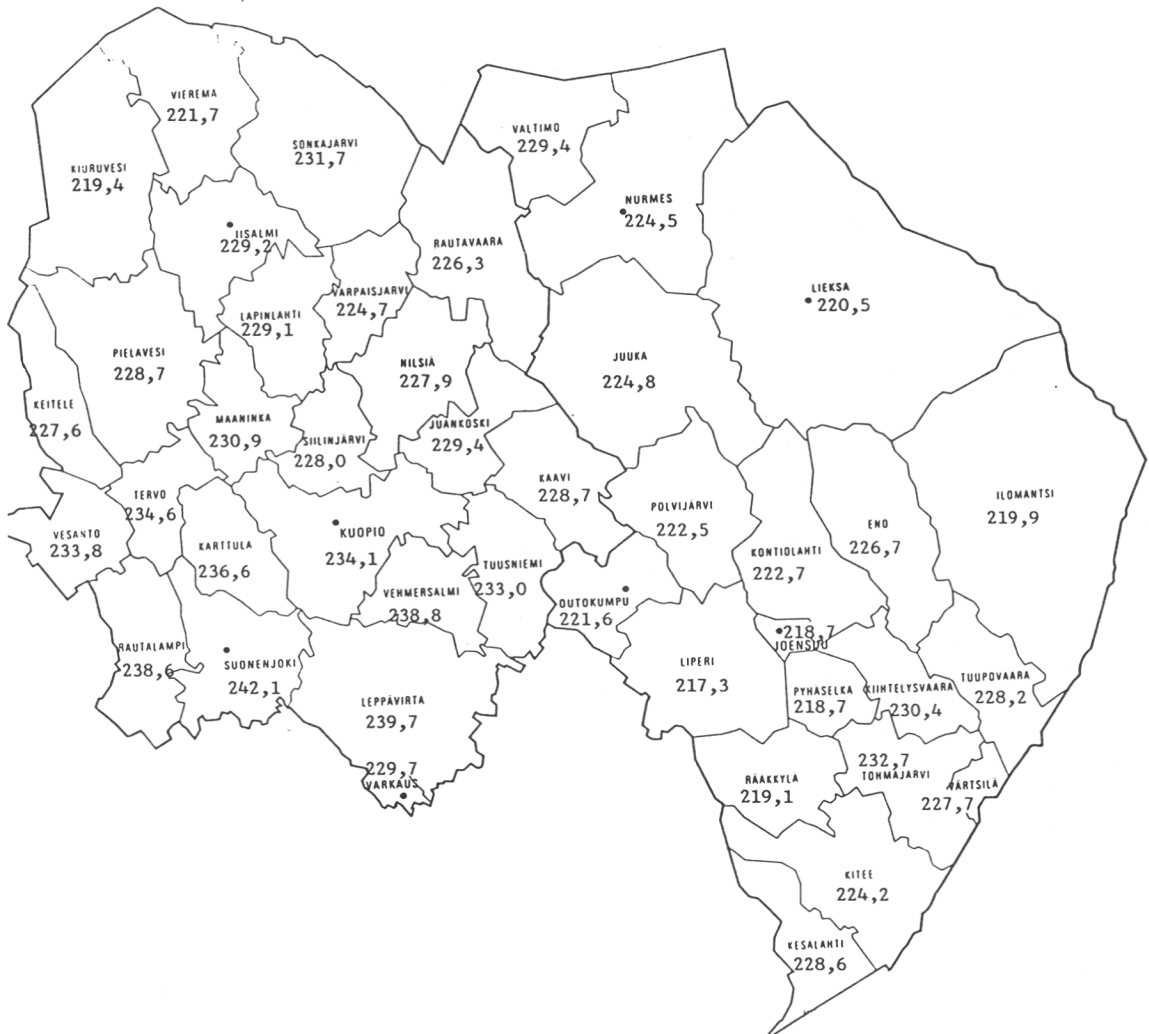 VIEREMA
221,7
SONKAJÄRVI
231,7
KIURUVESI
219,4
VALTIMO
229,4
NURMES
224,5
IISALMI
229,2
RAUTAVAARA
226,3
LIEKSA
220,5
VARPAISJARVI
224,7
LAPINLAHTI
229,1
PIELAVESI
228,7
NILSIÄ
227,9
JUUKA
224,8
KEITELE
227,6
MAANINKA
230,9
SIILINJÄRVI
228,0
JUANKOSKI
229,4
KAAVI
228,7
TERVO
234,6
VESANTO
233,8
KARTTULA
236,6
KUOPIO
234,1
TUUSNIEMI
233,0
POLVIJÄRVI
222,5
KONTIOLAHTI
222,7
ENO
226,7
ILOMANTSI
219,9
VEHMERSALMI
238,8
OUTOKUMPU
221,6
218,7
JOENSUU
RAUTALAMPI
238,6
SUONENJOKI
242,1
LEPPÄVIRTA
239,7
LIPERI
217,3
PYHÄSELKA
218,7
KIIHTELYSVAARA
230,4
TUUPOVAARA
228,2
229,7
VARKAUS
RÄÄKKYLÄ
219,1
232,7
TOHMAJARVI
VÄRTSILÄ
227,7
KITEE
224,2
KESALAHTI
228,6